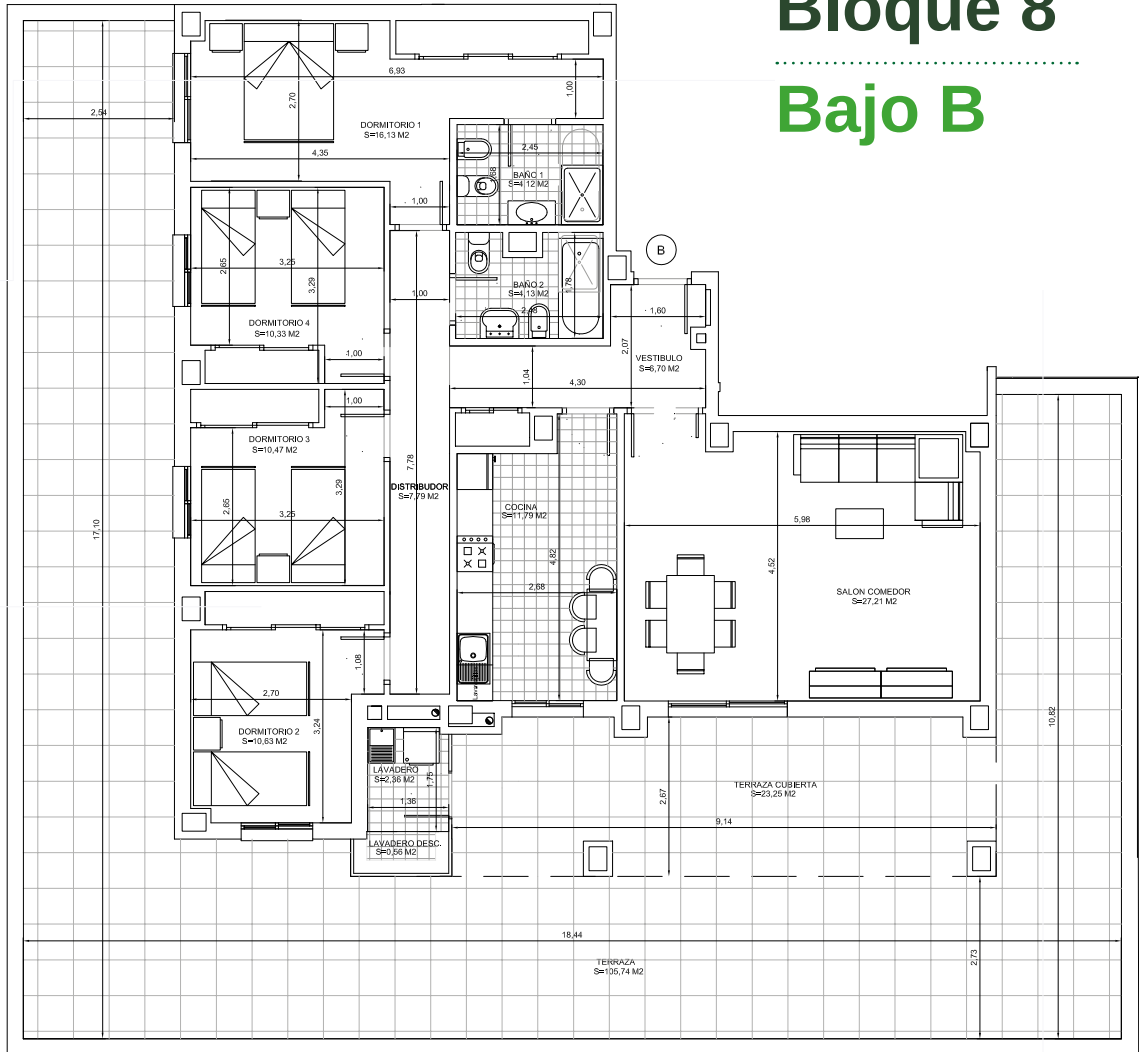 Bloque 8
Bajo B
6,93
2,54
2,70
1,00
DORMITORIO 1
S=16,13 M2
4,35
2,45
1,68
BAÑO 1
S=4,12 M2
1,00
B
3,25
2,65
3,29
1,00
BAÑO 2
S=4,13 M2
1,78
2,48
1,60
DORMITORIO 4
S=10,33 M2
1,00
2,07
VESTIBULO
S=6,70 M2
1,04
4,30
1,00
DORMITORIO 3
S=10,47 M2
7,78
DISTRIBUDOR
S=7,79 M2
3,29
2,65
3,25
COCINA
S=11,79 M2
5,98
17,10
4,82
4,52
2,68
SALON COMEDOR
S=27,21 M2
1,08
Lava
2,70
3,24
DORMITORIO 2
S=10,63 M2
10,82
LAVADERO
S=2,36 M2
1,75
1,36
TERRAZA CUBIERTA
S=23,25 M2
2,67
9,14
LAVADERO DESC.
S=0,56 M2
18,44
TERRAZA
S=105,74 M2
2,73